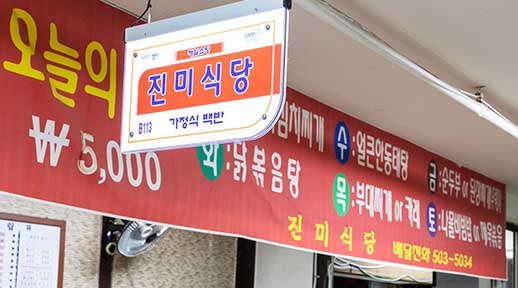 오늘의
₩ 5,000
진미식당
B113 가정식 백반
김치찌개
수 : 얼큰한동태탕
금 : 순두부 or 된장찌개
화 : 닭볶음탕
목 : 부대찌개 or 카레
토 : 나물비빔밥 or
진미식당 배달전화 503-5034